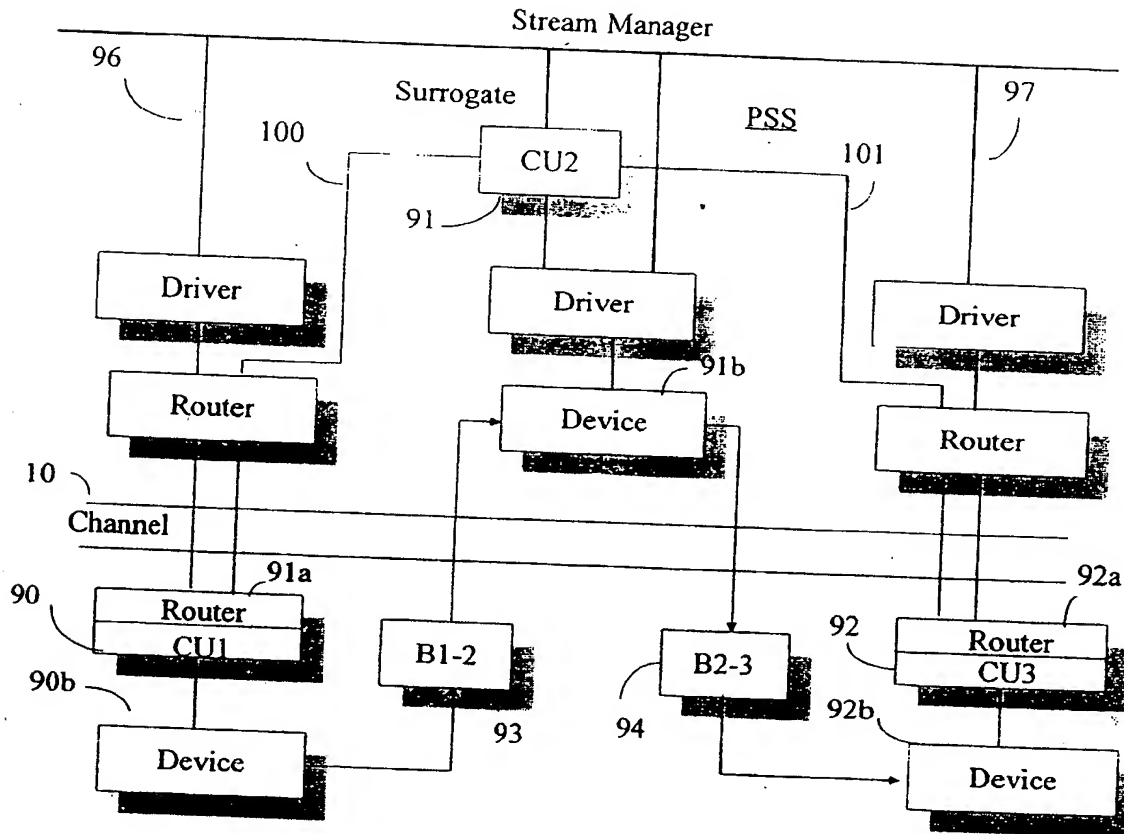 Stream Manager
96
Surrogate
97
PSS
100
CU2
101
91
Driver
Driver
Driver
91b
Router
Device
Router
10
Channel
91a
92a
90
Router
CU1
B1-2
B2-3
92
Router
CU3
90b
93
94
92b
Device
Device